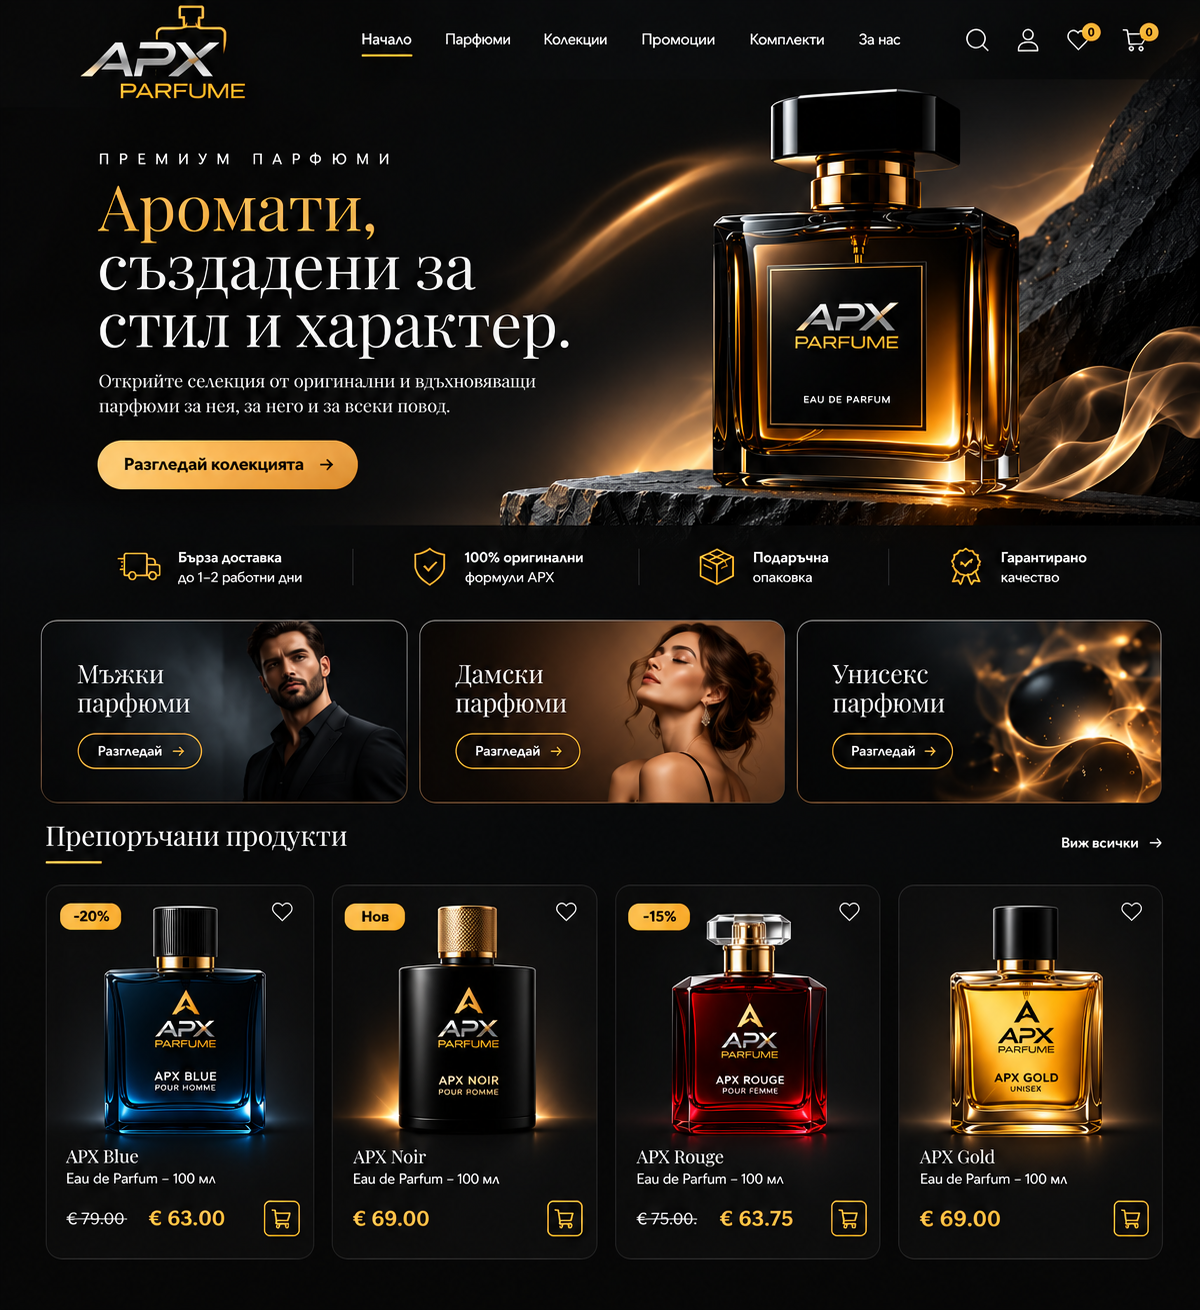 APX
PARFUME
Начало Парфюми Колекции Промоции Комплекти За нас
0 0
ПРЕМИУМ ПАРФЮМИ
Аромати,
създадени за
стил и характер.
Открийте селекция от оригинални и вдъхновяващи
парфюми за нея, за него и за всеки повод.
Разгледай колекцията →
APX
PARFUME
EAU DE PARFUM
Бърза доставка
до 1–2 работни дни
100% оригинални
формули APX
Подаръчна
опаковка
Гарантирано
качество
Мъжки
парфюми
Разгледай →
Дамски
парфюми
Разгледай →
Унисекс
парфюми
Разгледай →
Препоръчани продукти
Виж всички →
-20%
APX
PARFUME
APX BLUE
POUR HOMME
APX Blue
Eau de Parfum – 100 мл
€ 79.00 € 63.00
Нов
APX
PARFUME
APX NOIR
POUR HOMME
APX Noir
Eau de Parfum – 100 мл
€ 69.00
-15%
APX
PARFUME
APX ROUGE
POUR FEMME
APX Rouge
Eau de Parfum – 100 мл
€ 75.00. € 63.75
APX
PARFUME
APX GOLD
UNISEX
APX Gold
Eau de Parfum – 100 мл
€ 69.00